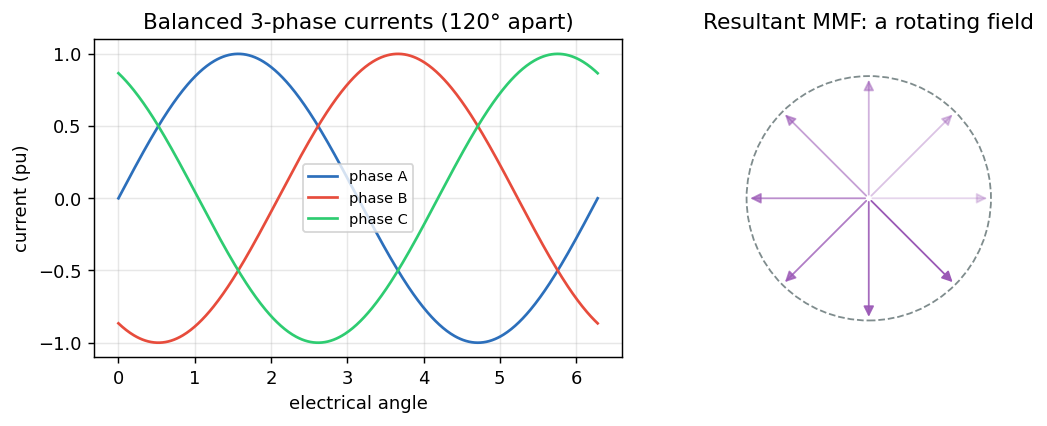 Balanced 3-phase currents (120° apart)
Resultant MMF: a rotating field
current (pu)
1.0
0.5
0.0
−0.5
−1.0
phase A
phase B
phase C
0 1 2 3 4 5 6
electrical angle